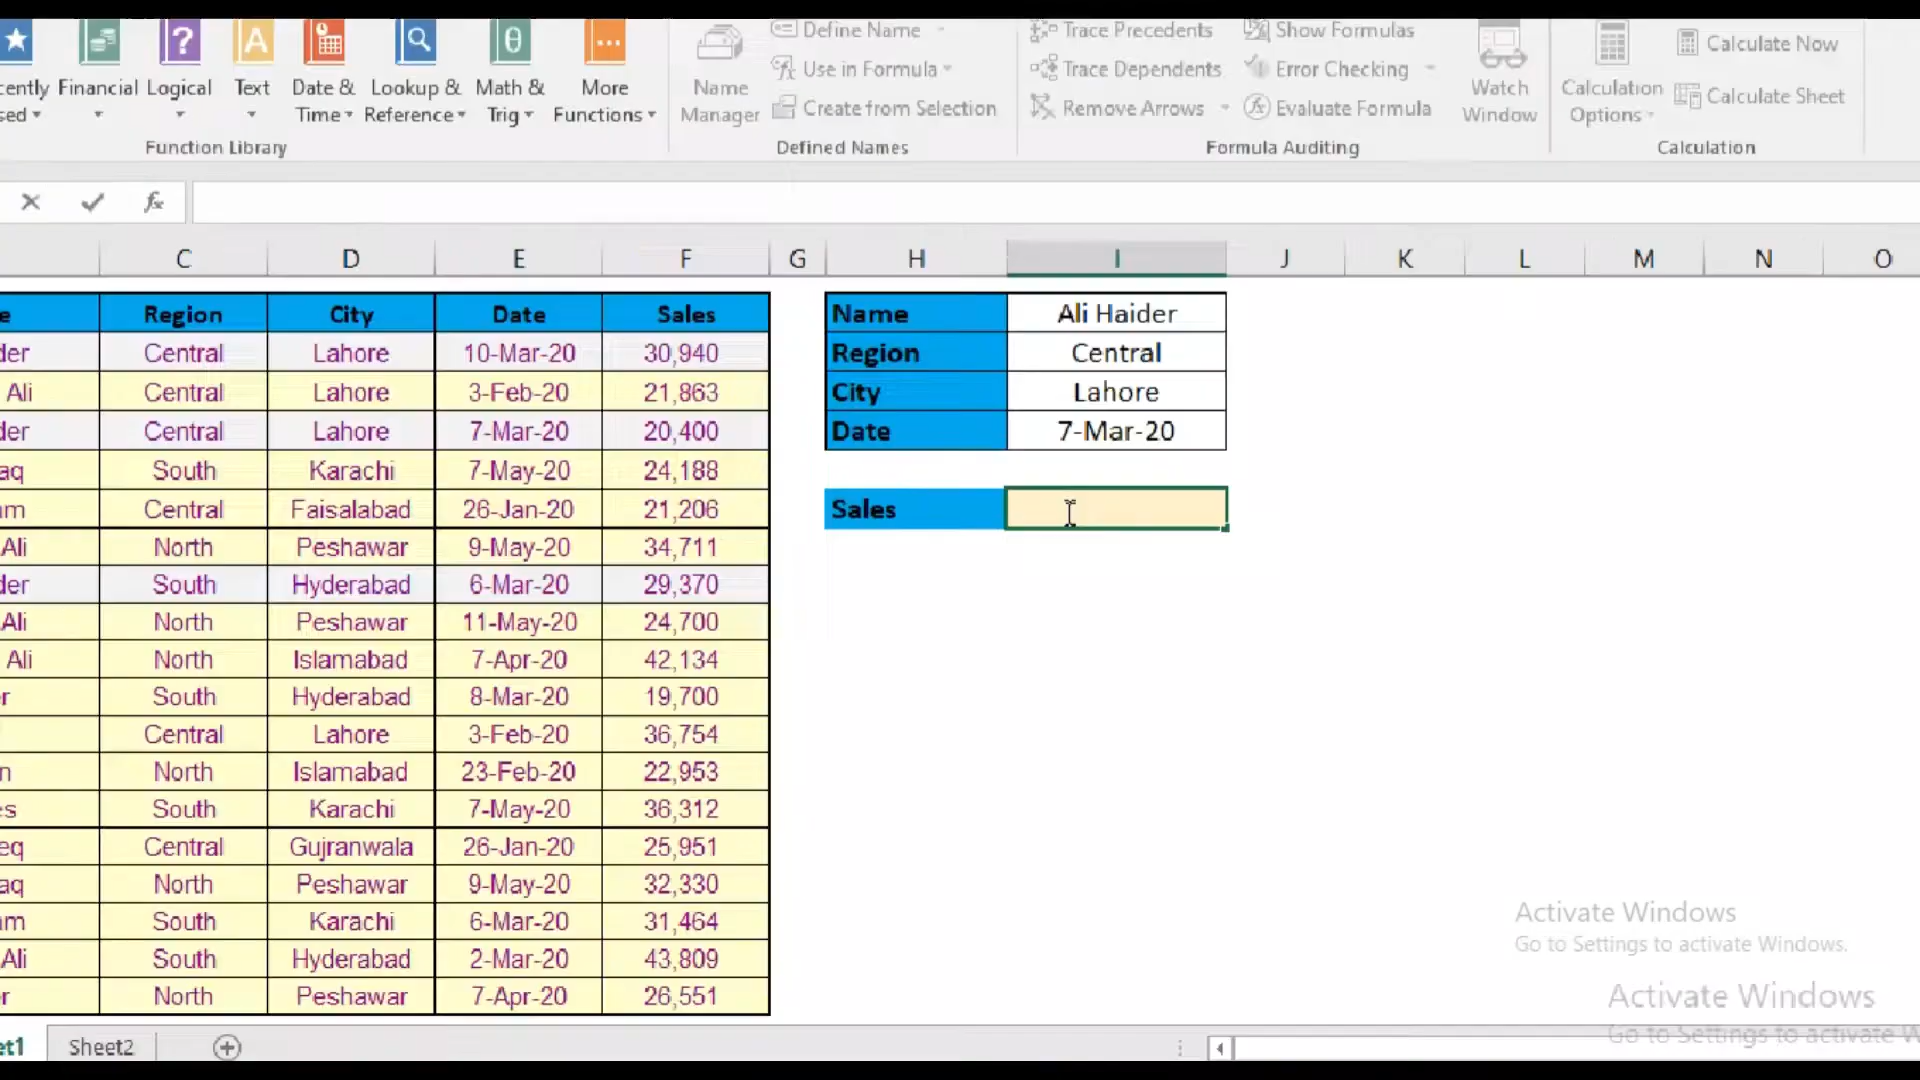 cently Financial Logical Text Date & Lookup & Math & More
sed Time Reference Trig Functions
Function Library
Name
Manager
Define Name
Use in Formula
Create from Selection
Defined Names
Trace Precedents Show Formulas
Trace Dependents Error Checking
Remove Arrows Evaluate Formula
Formula Auditing
Watch
Window
Calculation
Options
Calculate Now
Calculate Sheet
Calculation
fx
C D E F G H I J K L M N O
e Region City Date Sales
der Central Lahore 10-Mar-20 30,940
Ali Central Lahore 3-Feb-20 21,863
der Central Lahore 7-Mar-20 20,400
aq South Karachi 7-May-20 24,188
am Central Faisalabad 26-Jan-20 21,206
Ali North Peshawar 9-May-20 34,711
der South Hyderabad 6-Mar-20 29,370
Ali North Peshawar 11-May-20 24,700
Ali North Islamabad 7-Apr-20 42,134
r South Hyderabad 8-Mar-20 19,700
Central Lahore 3-Feb-20 36,754
n North Islamabad 23-Feb-20 22,953
s South Karachi 7-May-20 36,312
eq Central Gujranwala 26-Jan-20 25,951
aq North Peshawar 9-May-20 32,330
am South Karachi 6-Mar-20 31,464
Ali South Hyderabad 2-Mar-20 43,809
r North Peshawar 7-Apr-20 26,551
Name Ali Haider
Region Central
City Lahore
Date 7-Mar-20
Sales
Activate Windows
Go to Settings to activate Windows.
Activate Windows
Go to Settings to activate W
et1 Sheet2